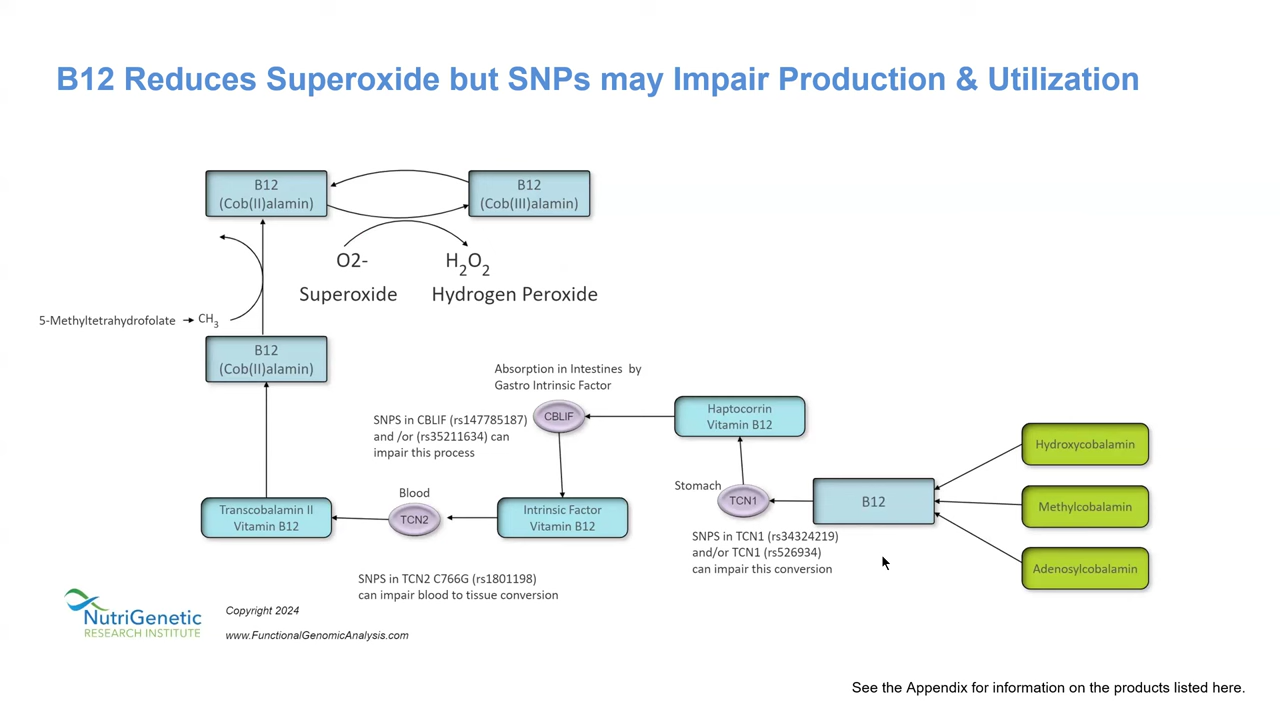 B12 Reduces Superoxide but SNPs may Impair Production & Utilization
B12
(Cob(II)alamin)
B12
(Cob(III)alamin)
O2-
H2O2
Superoxide
Hydrogen Peroxide
5-Methyltetrahydrofolate
CH3
B12
(Cob(II)alamin)
Absorption in Intestines by
Gastro Intrinsic Factor
SNPS in CBLIF (rs147785187)
and /or (rs35211634) can
impair this process
CBLIF
Haptocorrin
Vitamin B12
Hydroxycobalamin
Methylcobalamin
Adenosylcobalamin
B12
Stomach
TCN1
SNPS in TCN1 (rs34324219)
and/or TCN1 (rs526934)
can impair this conversion
Intrinsic Factor
Vitamin B12
Blood
TCN2
SNPS in TCN2 C766G (rs1801198)
can impair blood to tissue conversion
Transcobalamin II
Vitamin B12
NutriGenetic
RESEARCH INSTITUTE
Copyright 2024
www.FunctionalGenomicAnalysis.com
See the Appendix for information on the products listed here.